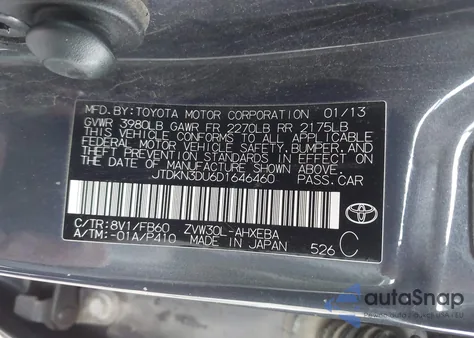 MFD. BY: TOYOTA MOTOR CORPORATION 01/13
GVWR 3980LB GAWR FR 2270LB RR 2175LB
THIS VEHICLE CONFORMS TO ALL APPLICABLE
FEDERAL MOTOR VEHICLE SAFETY, BUMPER, AND
THEFT PREVENTION STANDARDS IN EFFECT ON
THE DATE OF MANUFACTURE SHOWN ABOVE.
JTDKN3DU6D1646460 PASS.CAR
C/TR: 8V1/FB60 ZVW30L-AHXEBA
A/TM: -01A/P410 MADE IN JAPAN 526 C
TOYOTA
autoSnap